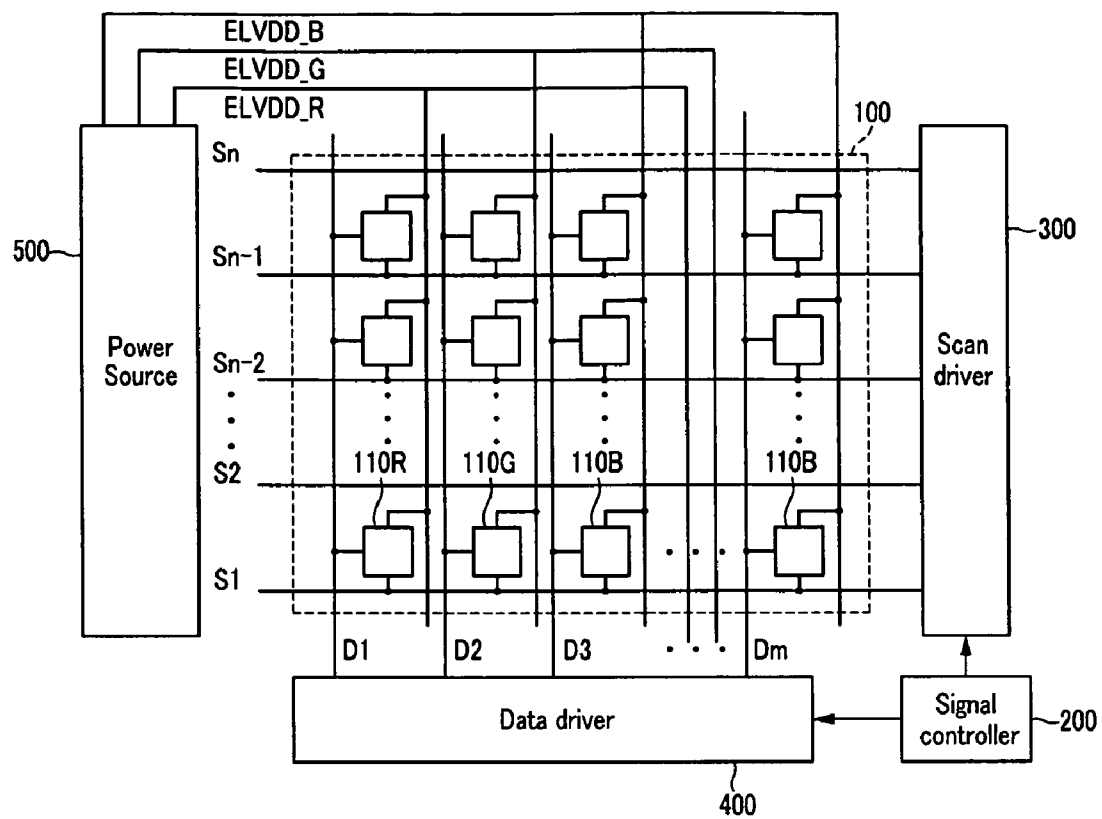 ELVDD_B
ELVDD_G
ELVDD_R
100
Sn
500
Sn-1
300
Power
Source
Scan
driver
Sn-2
110R
110G
110B
110B
S2
S1
D1
D2
D3
Dm
Data driver
Signal
controller
200
400